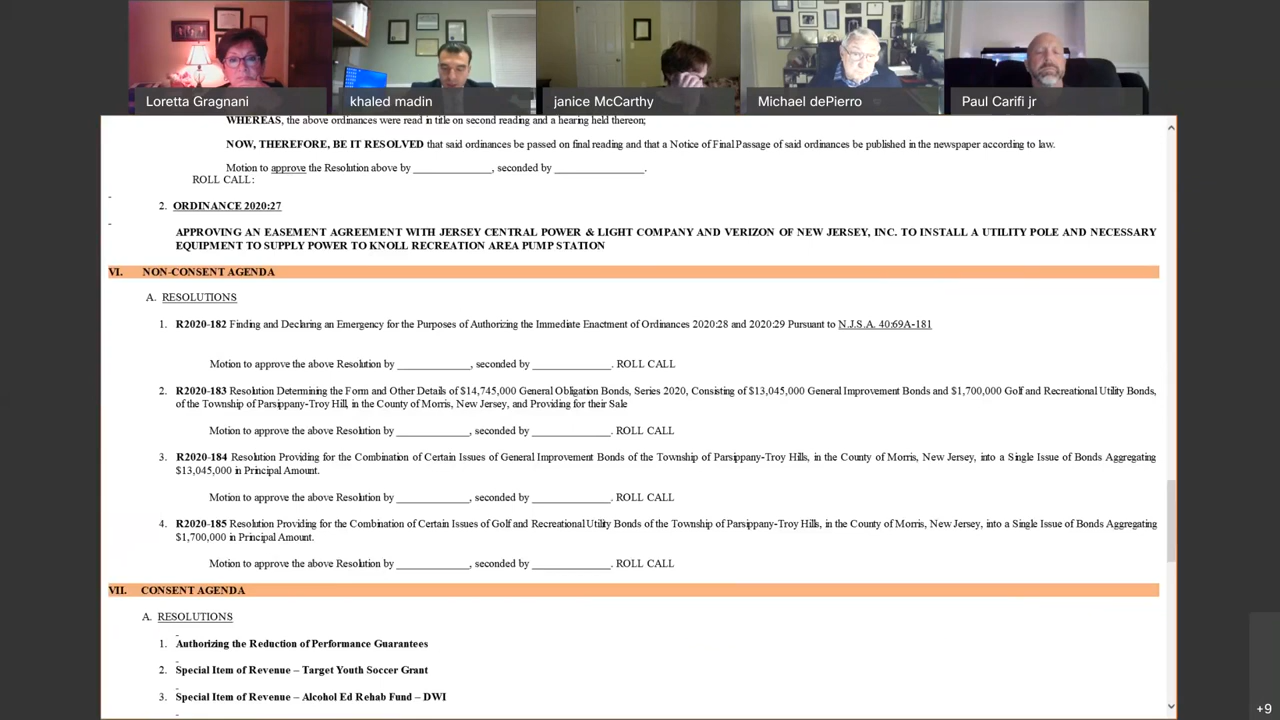 Loretta Gragnani
khaled madin
janice McCarthy
Michael dePierro
Paul Carifi jr
WHEREAS, the above ordinances were read in title on second reading and a hearing held thereon;
NOW, THEREFORE, BE IT RESOLVED that said ordinances be passed on final reading and that a Notice of Final Passage of said ordinances be published in the newspaper according to law.
Motion to approve the Resolution above by ______________, seconded by ________________.
ROLL CALL:
2. ORDINANCE 2020:27
APPROVING AN EASEMENT AGREEMENT WITH JERSEY CENTRAL POWER & LIGHT COMPANY AND VERIZON OF NEW JERSEY, INC. TO INSTALL A UTILITY POLE AND NECESSARY
EQUIPMENT TO SUPPLY POWER TO KNOLL RECREATION AREA PUMP STATION
VI. NON-CONSENT AGENDA
A. RESOLUTIONS
1. R2020-182 Finding and Declaring an Emergency for the Purposes of Authorizing the Immediate Enactment of Ordinances 2020:28 and 2020:29 Pursuant to N.J.S.A. 40:69A-181
Motion to approve the above Resolution by _____________, seconded by ______________. ROLL CALL
2. R2020-183 Resolution Determining the Form and Other Details of $14,745,000 General Obligation Bonds, Series 2020, Consisting of $13,045,000 General Improvement Bonds and $1,700,000 Golf and Recreational Utility Bonds,
of the Township of Parsippany-Troy Hill, in the County of Morris, New Jersey, and Providing for their Sale
Motion to approve the above Resolution by _____________, seconded by ______________. ROLL CALL
3. R2020-184 Resolution Providing for the Combination of Certain Issues of General Improvement Bonds of the Township of Parsippany-Troy Hills, in the County of Morris, New Jersey, into a Single Issue of Bonds Aggregating
$13,045,000 in Principal Amount.
Motion to approve the above Resolution by _____________, seconded by ______________. ROLL CALL
4. R2020-185 Resolution Providing for the Combination of Certain Issues of Golf and Recreational Utility Bonds of the Township of Parsippany-Troy Hills, in the County of Morris, New Jersey, into a Single Issue of Bonds Aggregating
$1,700,000 in Principal Amount.
Motion to approve the above Resolution by _____________, seconded by ______________. ROLL CALL
VII. CONSENT AGENDA
A. RESOLUTIONS
1. Authorizing the Reduction of Performance Guarantees
2. Special Item of Revenue – Target Youth Soccer Grant
3. Special Item of Revenue – Alcohol Ed Rehab Fund – DWI
+9